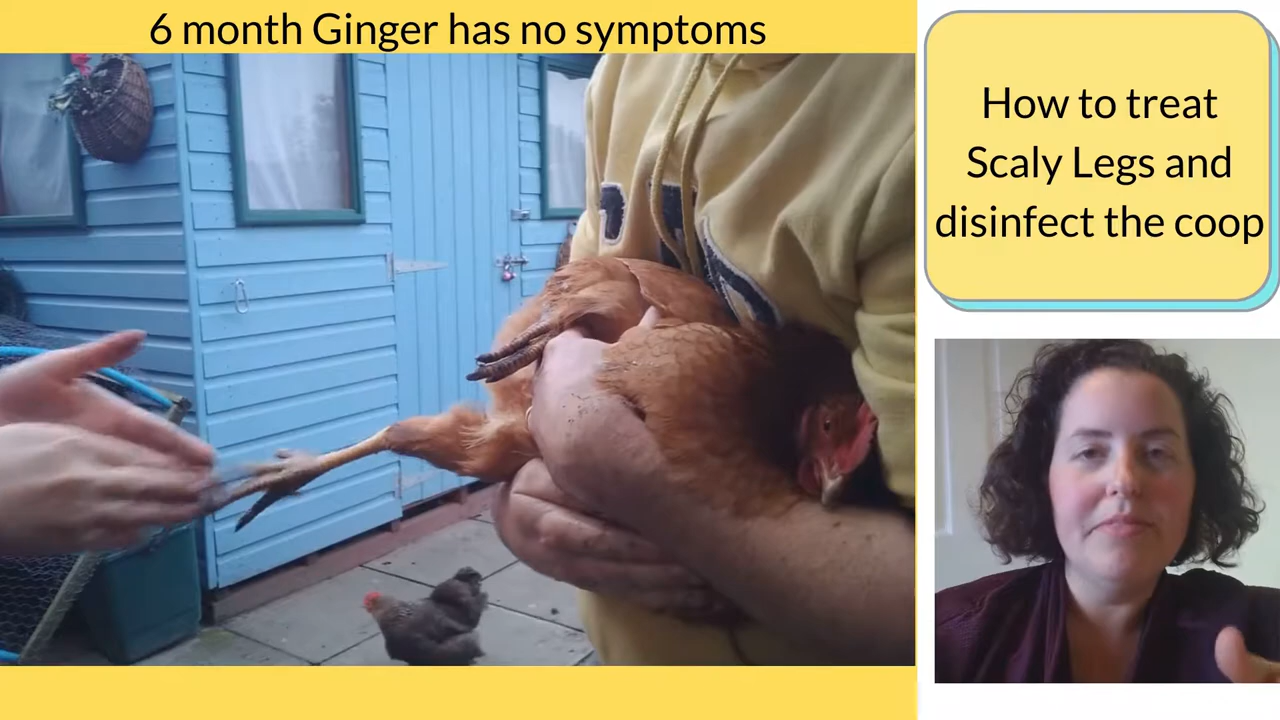 6 month Ginger has no symptoms
How to treat
Scaly Legs and
disinfect the coop